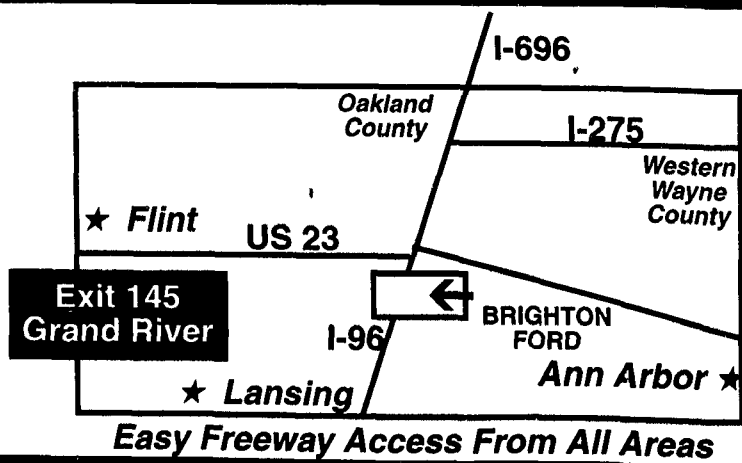 I-696
Oakland
County
I-275
Western
Wayne
County
★ Flint
US 23
Exit 145
Grand River
BRIGHTON
FORD
I-96
Ann Arbor ★
★ Lansing
Easy Freeway Access From All Areas